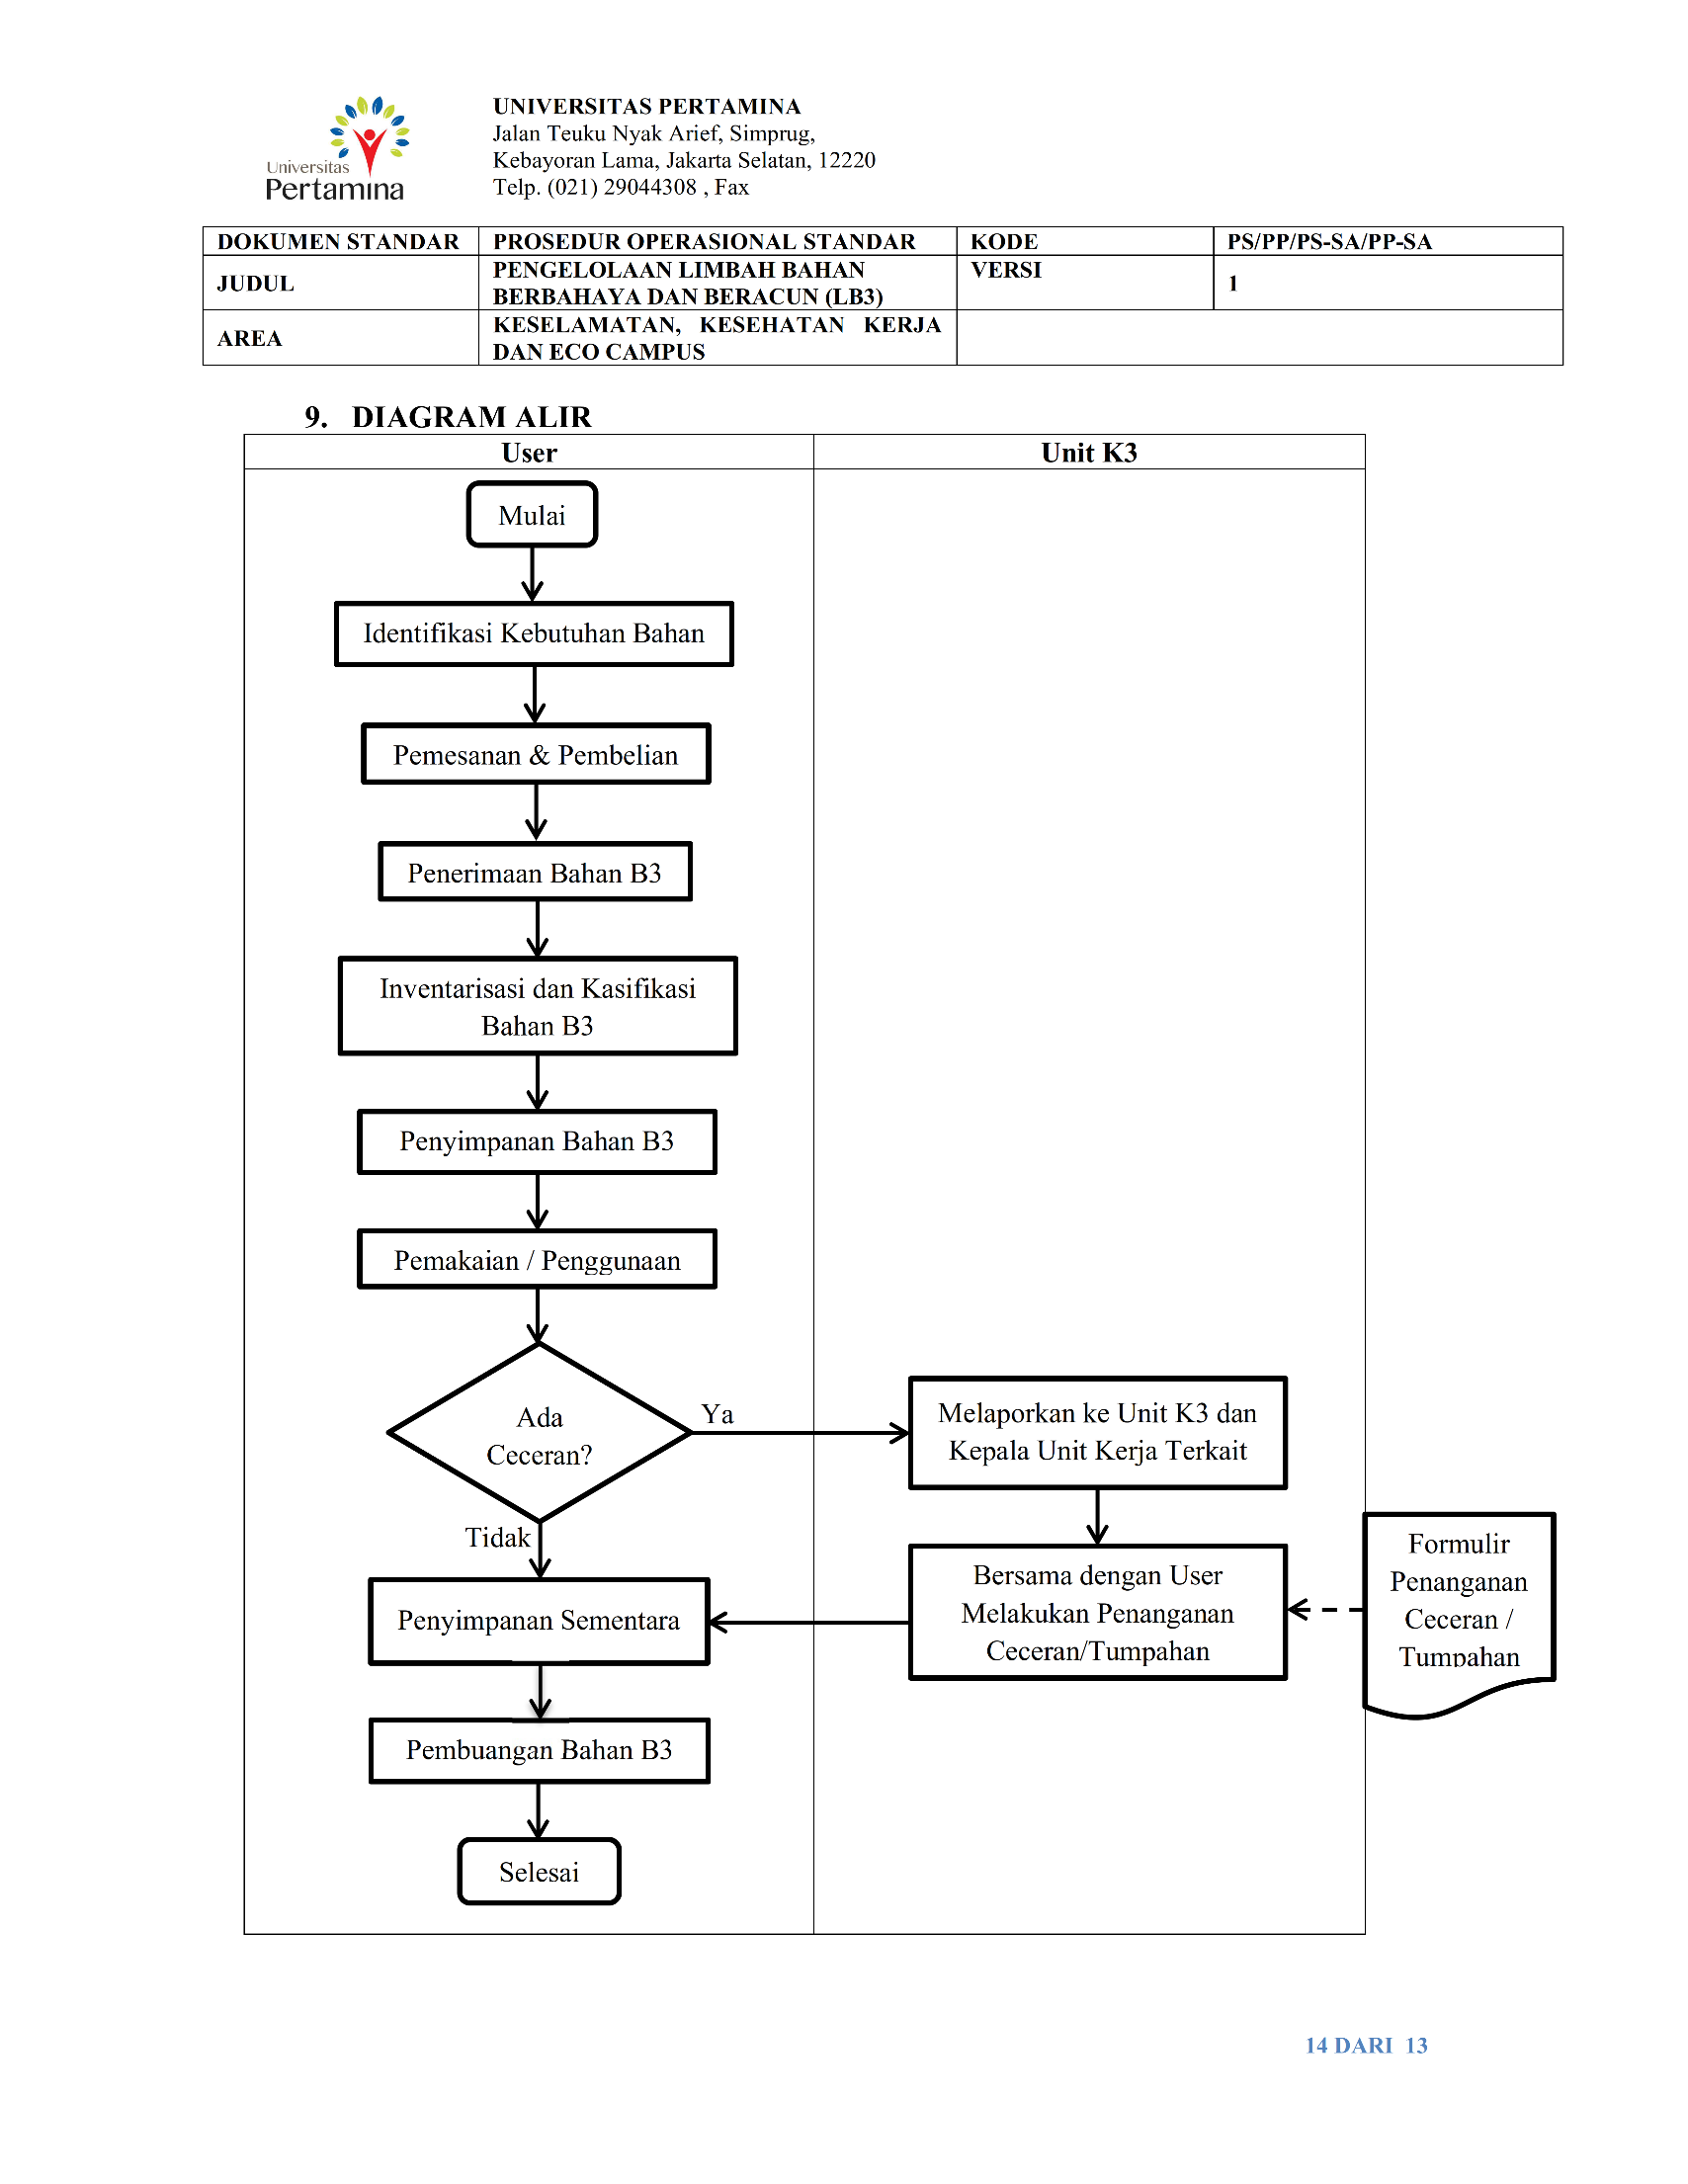 Universitas
Pertamina
UNIVERSITAS PERTAMINA
Jalan Teuku Nyak Arief, Simprug,
Kebayoran Lama, Jakarta Selatan, 12220
Telp. (021) 29044308 , Fax
DOKUMEN STANDAR PROSEDUR OPERASIONAL STANDAR KODE PS/PP/PS-SA/PP-SA
JUDUL
PENGELOLAAN LIMBAH BAHAN
BERBAHAYA DAN BERACUN (LB3)
VERSI
1
AREA
KESELAMATAN, KESEHATAN KERJA
DAN ECO CAMPUS
9. DIAGRAM ALIR
User
Unit K3
Mulai
Identifikasi Kebutuhan Bahan
Pemesanan & Pembelian
Penerimaan Bahan B3
Inventarisasi dan Kasifikasi
Bahan B3
Penyimpanan Bahan B3
Pemakaian / Penggunaan
Ada
Ceceran?
Ya
Melaporkan ke Unit K3 dan
Kepala Unit Kerja Terkait
Tidak
Bersama dengan User
Melakukan Penanganan
Ceceran/Tumpahan
Formulir
Penanganan
Ceceran /
Tumpahan
Penyimpanan Sementara
Pembuangan Bahan B3
Selesai
14 DARI 13